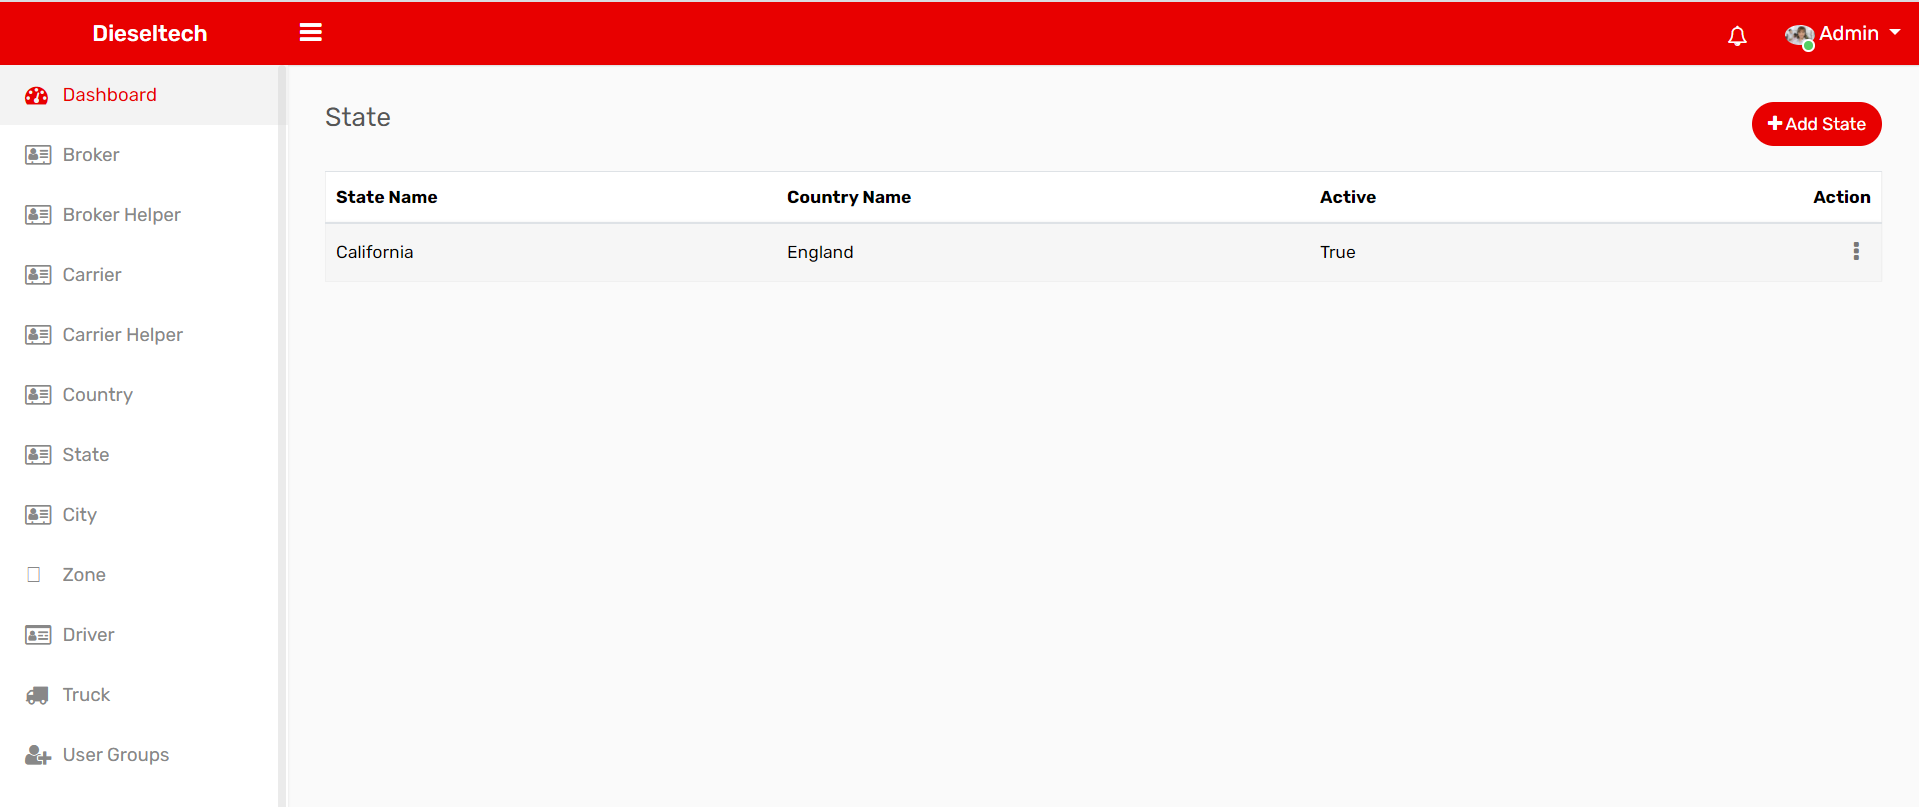 Dieseltech
Admin
Dashboard
Broker
Broker Helper
Carrier
Carrier Helper
Country
State
City
Zone
Driver
Truck
User Groups
State
Add State
State Name Country Name Active Action
California England True